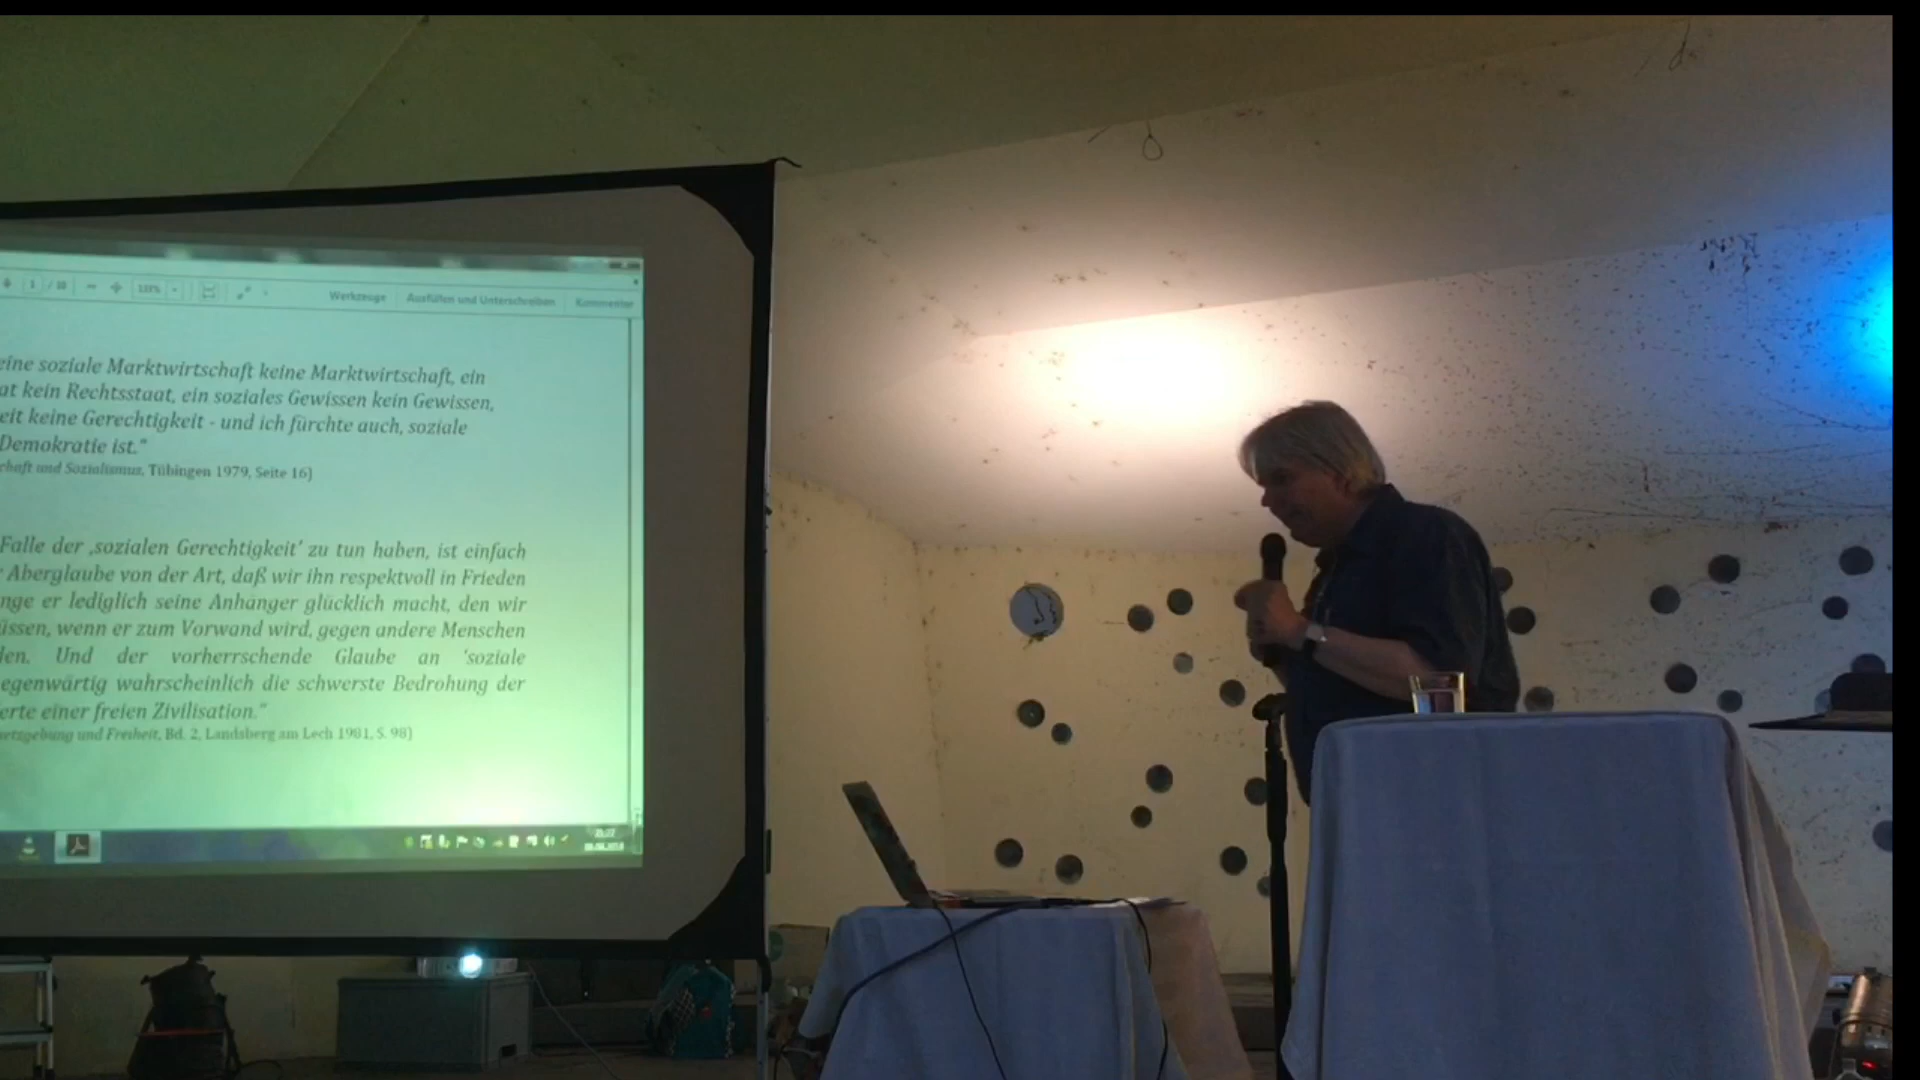 1 / 18 133%
Werkzeuge Ausfüllen und Unterschreiben Kommentar
eine soziale Marktwirtschaft keine Marktwirtschaft, ein
at kein Rechtsstaat, ein soziales Gewissen kein Gewissen,
eit keine Gerechtigkeit - und ich fürchte auch, soziale
Demokratie ist."
chaft und Sozialismus, Tübingen 1979, Seite 16)
Falle der ‚sozialen Gerechtigkeit' zu tun haben, ist einfach
r Aberglaube von der Art, daß wir ihn respektvoll in Frieden
nge er lediglich seine Anhänger glücklich macht, den wir
üssen, wenn er zum Vorwand wird, gegen andere Menschen
den. Und der vorherrschende Glaube an 'soziale
egenwärtig wahrscheinlich die schwerste Bedrohung der
erte einer freien Zivilisation."
etzgebung und Freiheit, Bd. 2, Landsberg am Lech 1981, S. 98)